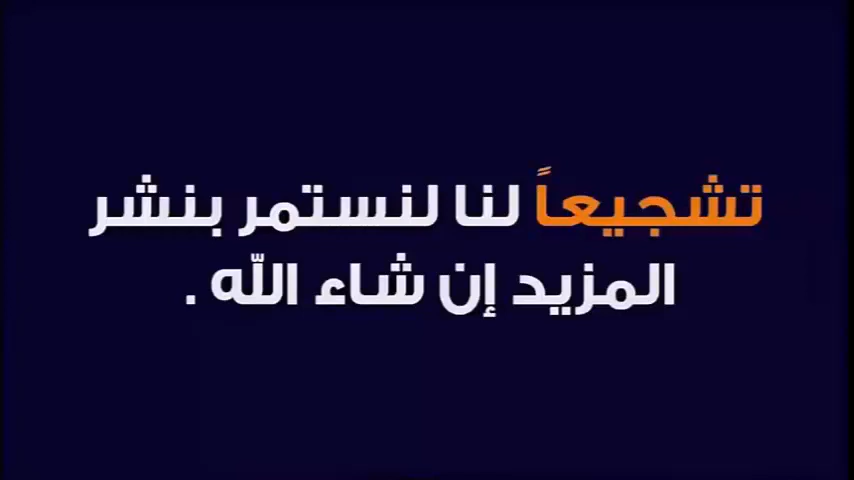 تشجيعاً لنا لنستمر بنشر
المزيد إن شاء الله .